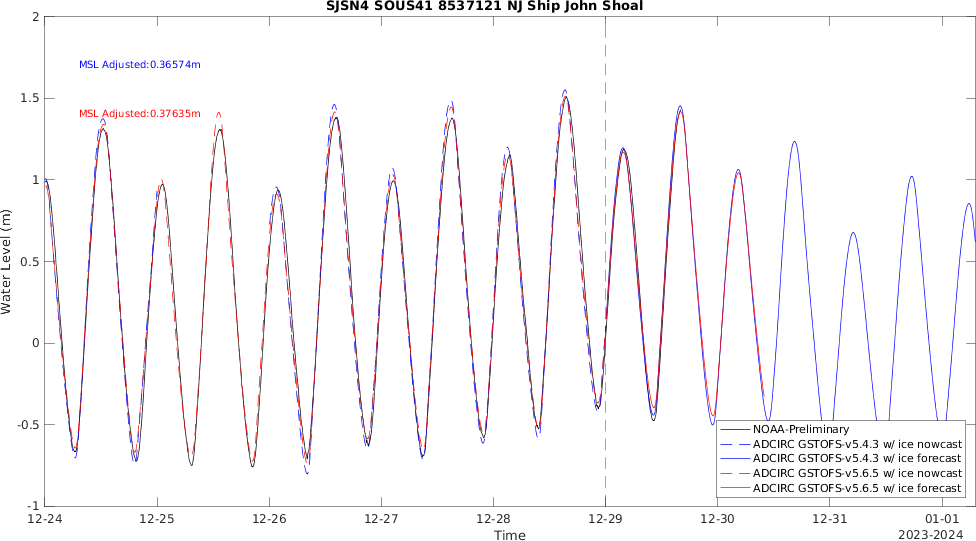 SJSN4 SOUS41 8537121 NJ Ship John Shoal
2
1.5
1
0.5
0
-0.5
-1
Water Level (m)
MSL Adjusted:0.36574m
MSL Adjusted:0.37635m
NOAA-Preliminary
ADCIRC GSTOFS-v5.4.3 w/ ice nowcast
ADCIRC GSTOFS-v5.4.3 w/ ice forecast
ADCIRC GSTOFS-v5.6.5 w/ ice nowcast
ADCIRC GSTOFS-v5.6.5 w/ ice forecast
12-24 12-25 12-26 12-27 12-28 12-29 12-30 12-31 01-01
Time
2023-2024